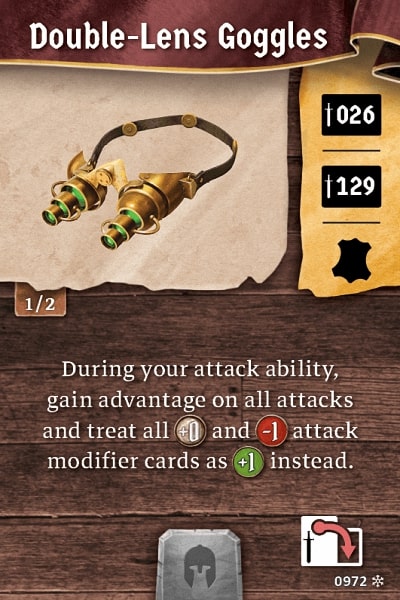 Double-Lens Goggles
026
129
1/2
During your attack ability,
gain advantage on all attacks
and treat all +0 and -1 attack
modifier cards as +1 instead.
0972